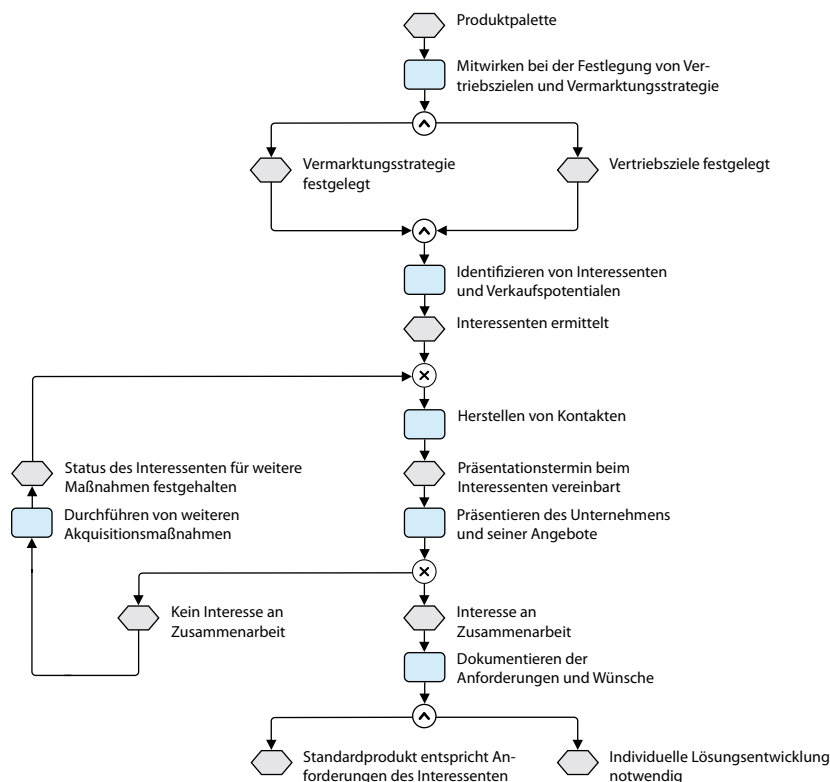 Produktpalette
Mitwirken bei der Festlegung von Ver-
triebszielen und Vermarktungsstrategie
Vermarktungsstrategie
festgelegt
Vertriebsziele festgelegt
Identifizieren von Interessenten
und Verkaufspotentialen
Interessenten ermittelt
Herstellen von Kontakten
Status des Interessenten für weitere
Maßnahmen festgehalten
Präsentationstermin beim
Interessenten vereinbart
Durchführen von weiteren
Akquisitionsmaßnahmen
Präsentieren des Unternehmens
und seiner Angebote
Kein Interesse an
Zusammenarbeit
Interesse an
Zusammenarbeit
Dokumentieren der
Anforderungen und Wünsche
Standardprodukt entspricht An-
forderungen des Interessenten
Individuelle Lösungsentwicklung
notwendig